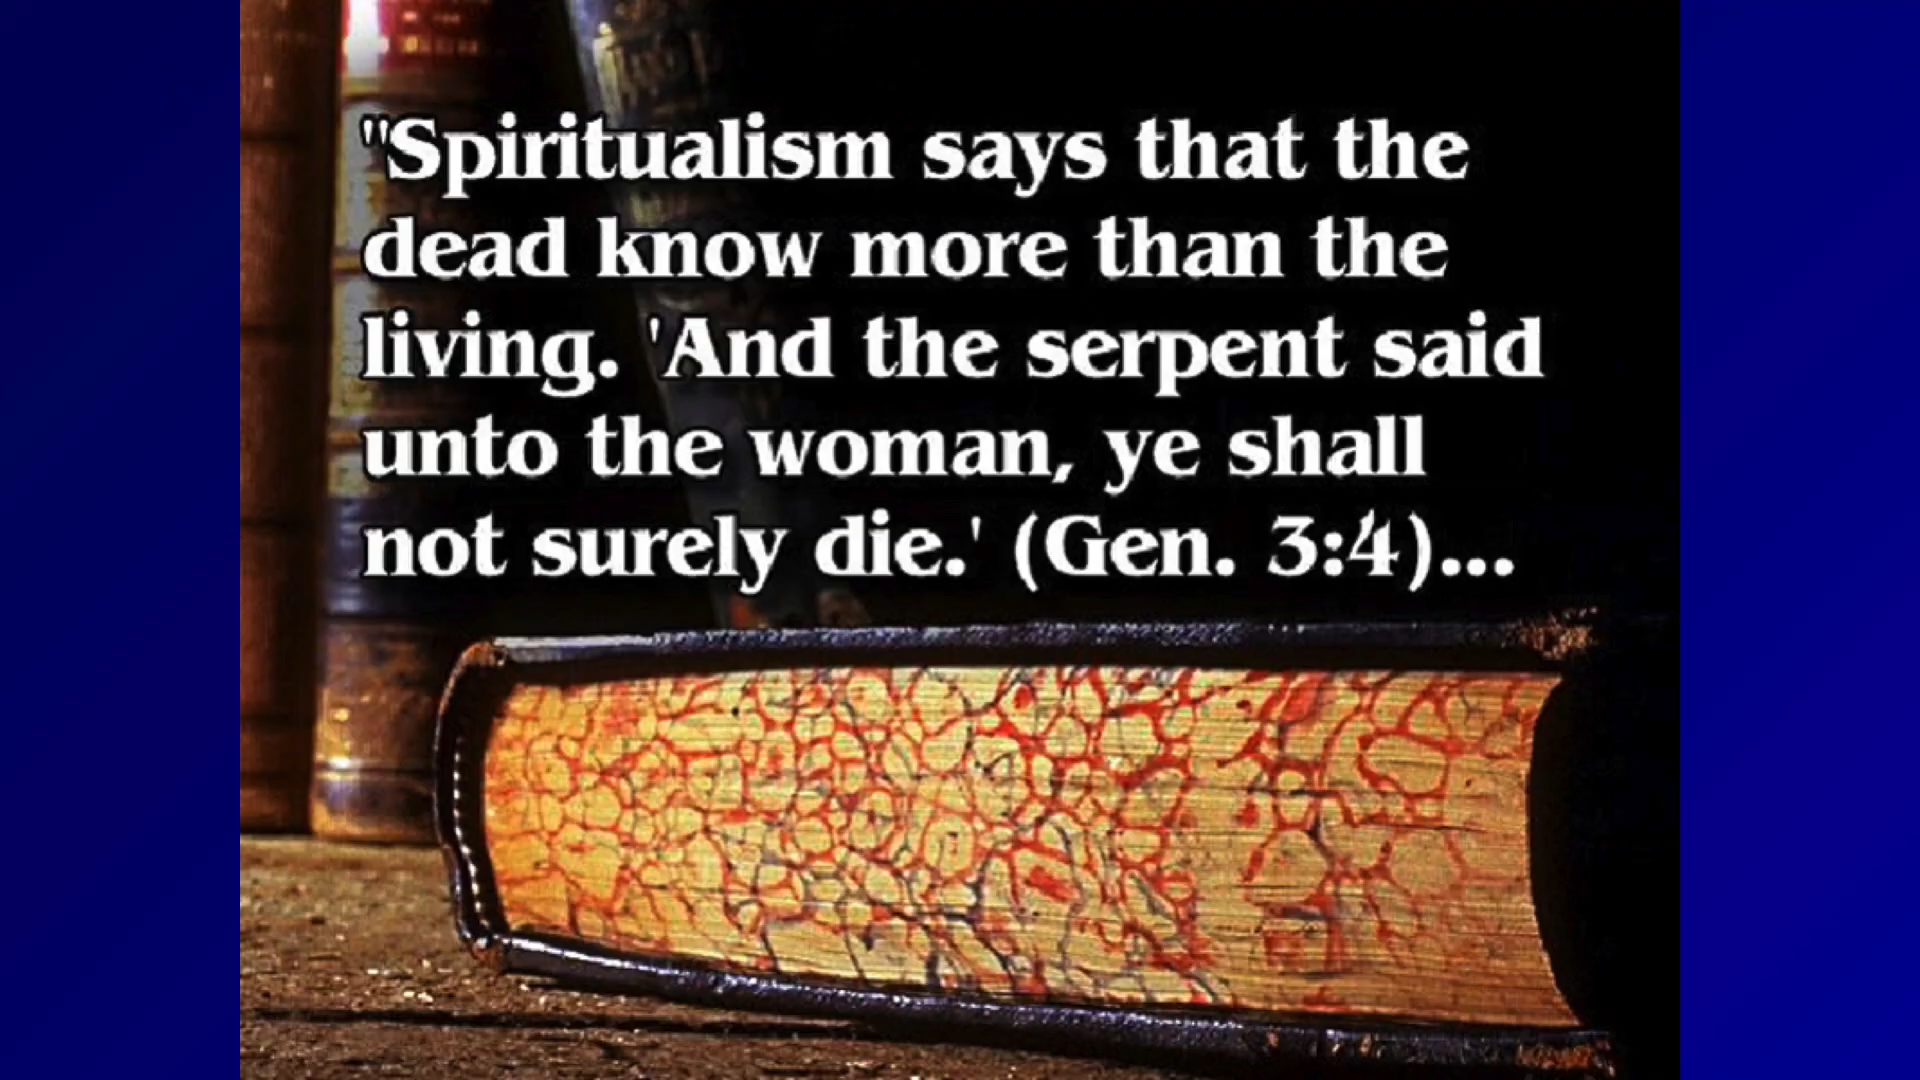 "Spiritualism says that the
dead know more than the
living. 'And the serpent said
unto the woman, ye shall
not surely die.' (Gen. 3:4)...